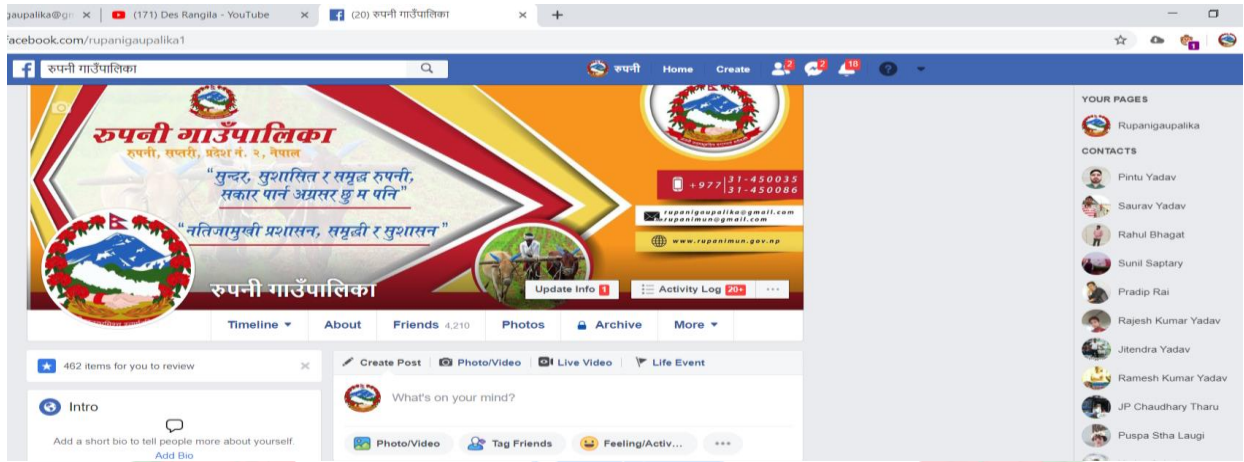 gaupalika@gn
(171) Des Rangila - YouTube
(20) रुपनी गाउँपालिका
facebook.com/rupanigaupalika1
1
रुपनी गाउँपालिका
रुपनी
Home
Create
2
2
18
रुपनी गाउँपालिका
रुपनी, सप्तरी, प्रदेश नं. २, नेपाल
“सुन्दर, सुशासित र समृद्ध रुपनी,
सकार पार्न अग्रसर छु म पनि”
“नतिजामुखी प्रशासन, समृद्धी र सुशासन”
+977 31-450035
31-450086
rupanigaupalika@gmail.com
rupanimun@gmail.com
www.rupanimun.gov.np
रुपनी गाउँपालिका
Update Info 1
Activity Log 20+
Timeline
About
Friends 4,210
Photos
Archive
More
462 items for you to review
Intro
Add a short bio to tell people more about yourself.
Add Bio
Create Post
Photo/Video
Live Video
Life Event
What's on your mind?
Photo/Video
Tag Friends
Feeling/Activ...
YOUR PAGES
Rupanigaupalika
CONTACTS
Pintu Yadav
Saurav Yadav
Rahul Bhagat
Sunil Saptary
Pradip Rai
Rajesh Kumar Yadav
Jitendra Yadav
Ramesh Kumar Yadav
JP Chaudhary Tharu
Puspa Stha Laugi